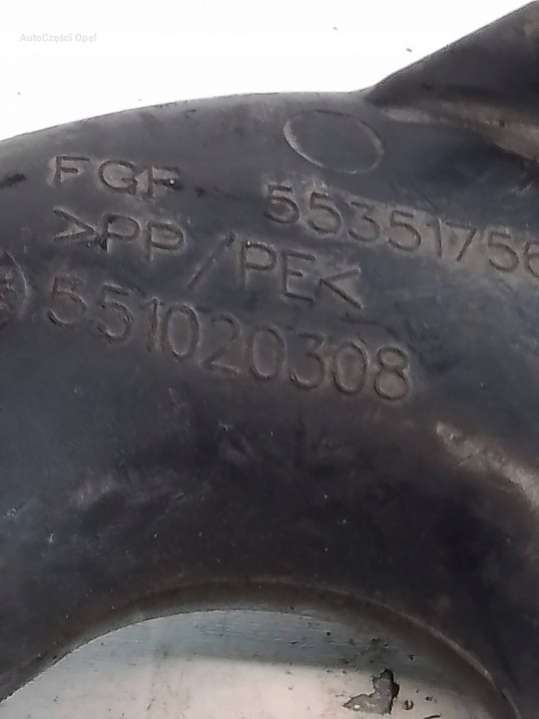 AutoCzęści Opel
FGF 55351756
>PP/PE<
551020308